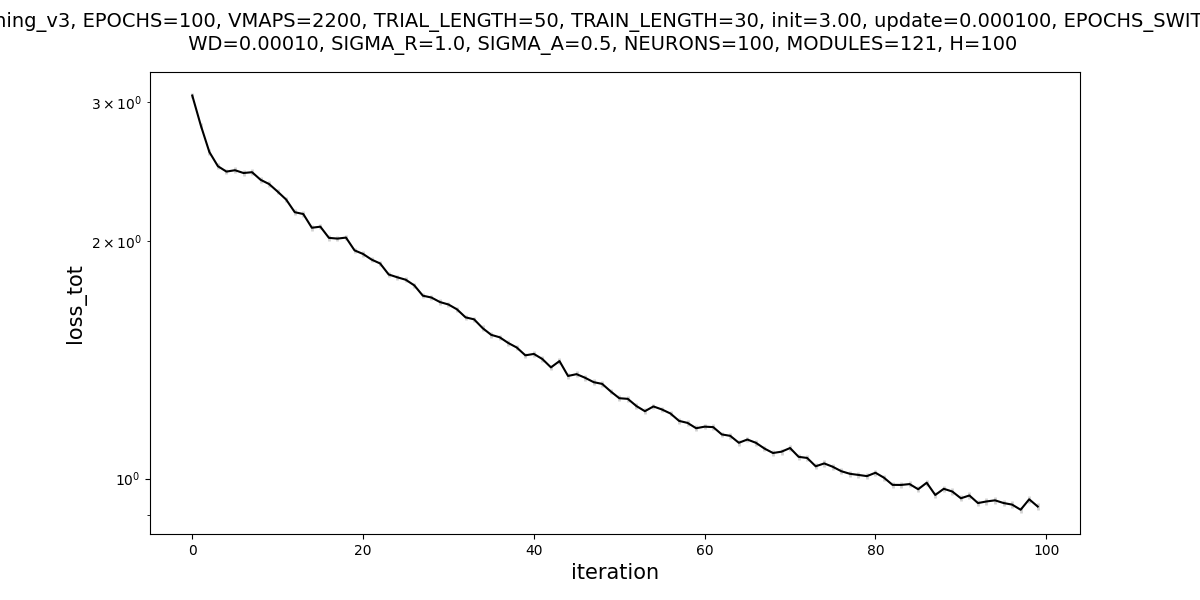 ning_v3, EPOCHS=100, VMAPS=2200, TRIAL_LENGTH=50, TRAIN_LENGTH=30, init=3.00, update=0.000100, EPOCHS_SWIT
WD=0.00010, SIGMA_R=1.0, SIGMA_A=0.5, NEURONS=100, MODULES=121, H=100
3 × 10⁰
2 × 10⁰
10⁰
loss_tot
0 20 40 60 80 100
iteration